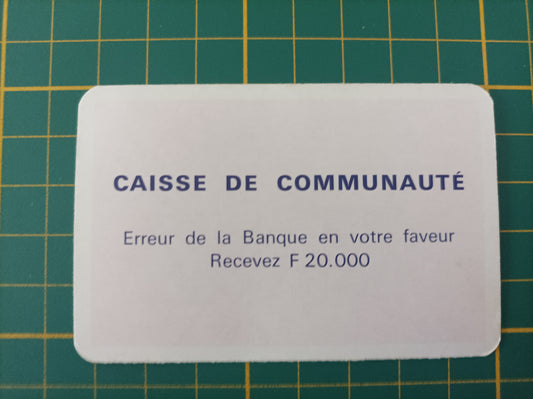 CAISSE DE COMMUNAUTÉ
Erreur de la Banque en votre faveur
Recevez F 20.000